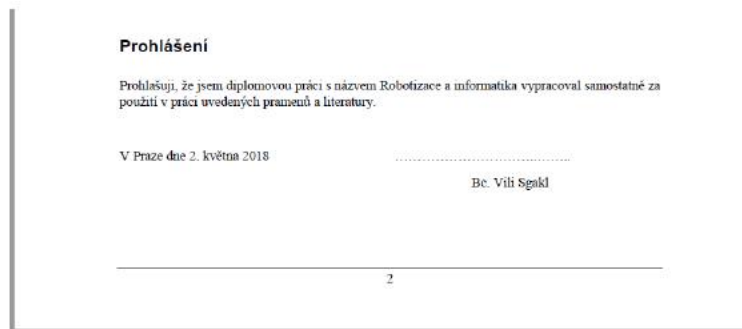 Prohlášení
Prohlašuji, že jsem diplomovou práci s názvem Robotizace a informatika vypracoval samostatně za
použití v práci uvedených pramenů a literatury.
V Praze dne 2. května 2018 ........................................
Bc. Vili Sgakl
2